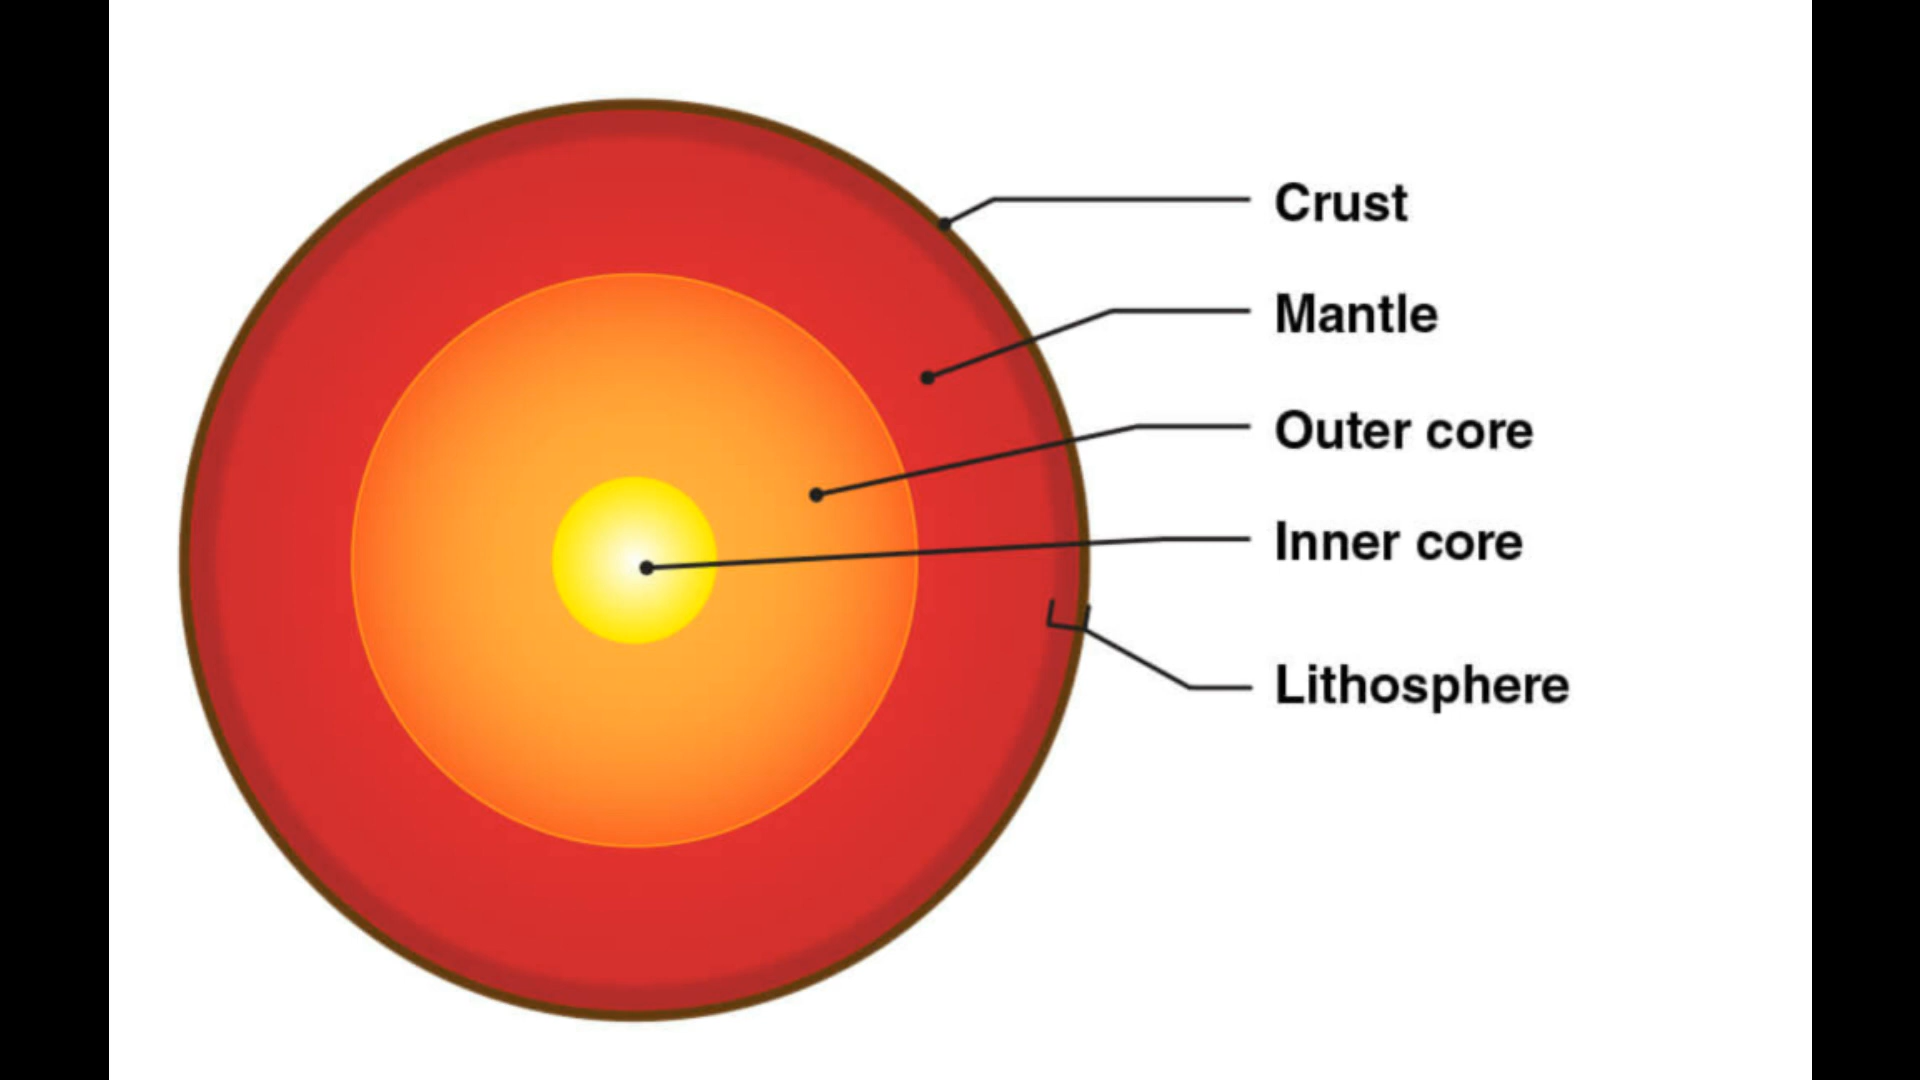 Crust
Mantle
Outer core
Inner core
Lithosphere